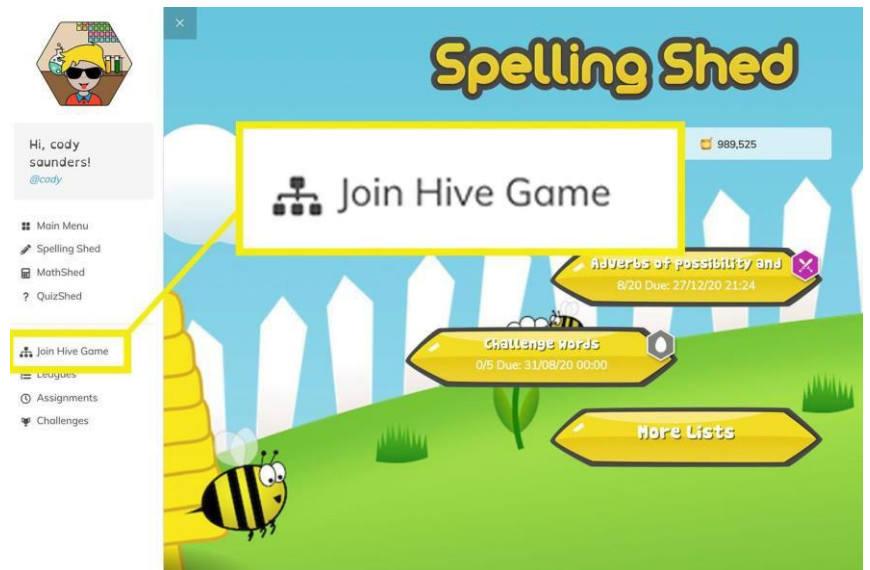 ×
Spelling Shed
Hi, cody
saunders!
@cody
989,525
Join Hive Game
Main Menu
Spelling Shed
MathShed
? QuizShed
Adverbs of possibility and
8/20 Due: 27/12/20 21:24
Join Hive Game
Leagues
Assignments
Challenges
Challenge words
0/5 Due: 31/08/20 00:00
More Lists